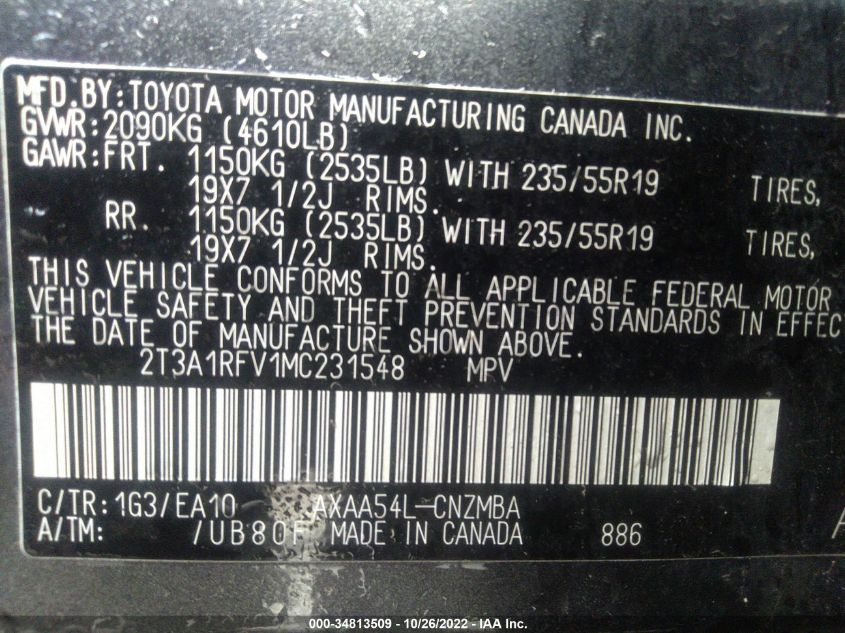 MFD.BY:TOYOTA MOTOR MANUFACTURING CANADA INC.
GVWR:2090KG (4610LB)
GAWR:FRT. 1150KG (2535LB) WITH 235/55R19 TIRES,
19X7 1/2J RIMS.
RR. 1150KG (2535LB) WITH 235/55R19 TIRES,
19X7 1/2J RIMS.
THIS VEHICLE CONFORMS TO ALL APPLICABLE FEDERAL MOTOR
VEHICLE SAFETY AND THEFT PREVENTION STANDARDS IN EFFEC
THE DATE OF MANUFACTURE SHOWN ABOVE.
2T3A1RFV1MC231548 MPV
C/TR:1G3/EA10 AXAA54L-CNZMBA
A/TM: /UB80F MADE IN CANADA 886
000-34813509 - 10/26/2022 - IAA Inc.